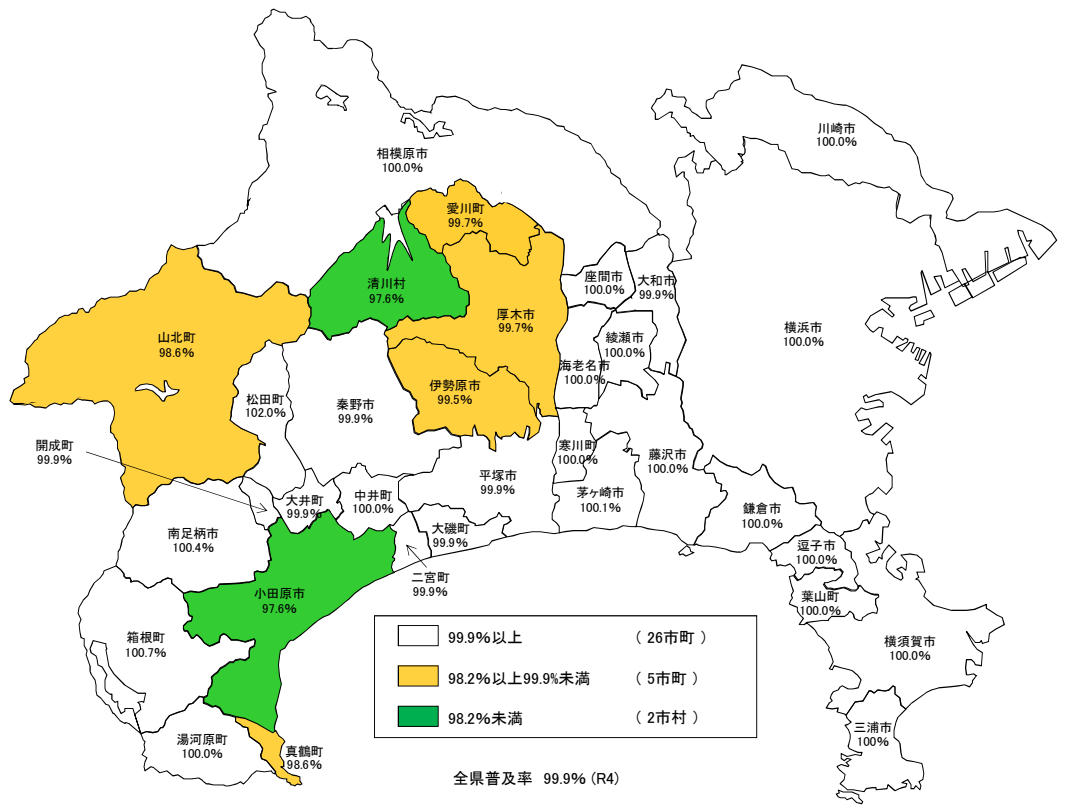 川崎市
100.0%
相模原市
100.0%
愛川町
99.7%
清川村
97.6%
座間市
100.0%
大和市
99.9%
厚木市
99.7%
横浜市
100.0%
山北町
98.6%
綾瀬市
100.0%
海老名市
100.0%
伊勢原市
99.5%
松田町
102.0%
秦野市
99.9%
開成町
99.9%
寒川町
100.0%
藤沢市
100.0%
平塚市
99.9%
茅ヶ崎市
100.1%
大井町
99.9%
中井町
100.0%
鎌倉市
100.0%
南足柄市
100.4%
大磯町
99.9%
逗子市
100.0%
二宮町
99.9%
小田原市
97.6%
葉山町
100.0%
箱根町
100.7%
横須賀市
100.0%
湯河原町
100.0%
真鶴町
98.6%
三浦市
100%
99.9%以上 （ 26市町 ）
98.2%以上99.9%未満 （ 5市町 ）
98.2%未満 （ 2市村 ）
全県普及率 99.9% (R4)